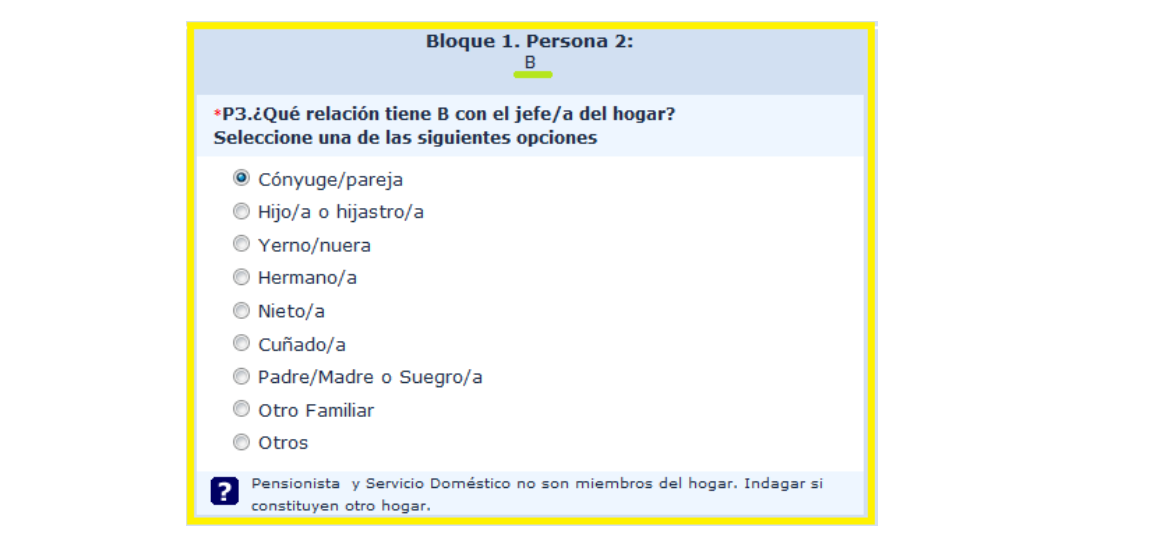 Bloque 1. Persona 2:
B
*P3.¿Qué relación tiene B con el jefe/a del hogar?
Seleccione una de las siguientes opciones
Cónyuge/pareja
Hijo/a o hijastro/a
Yerno/nuera
Hermano/a
Nieto/a
Cuñado/a
Padre/Madre o Suegro/a
Otro Familiar
Otros
? Pensionista y Servicio Doméstico no son miembros del hogar. Indagar si
constituyen otro hogar.